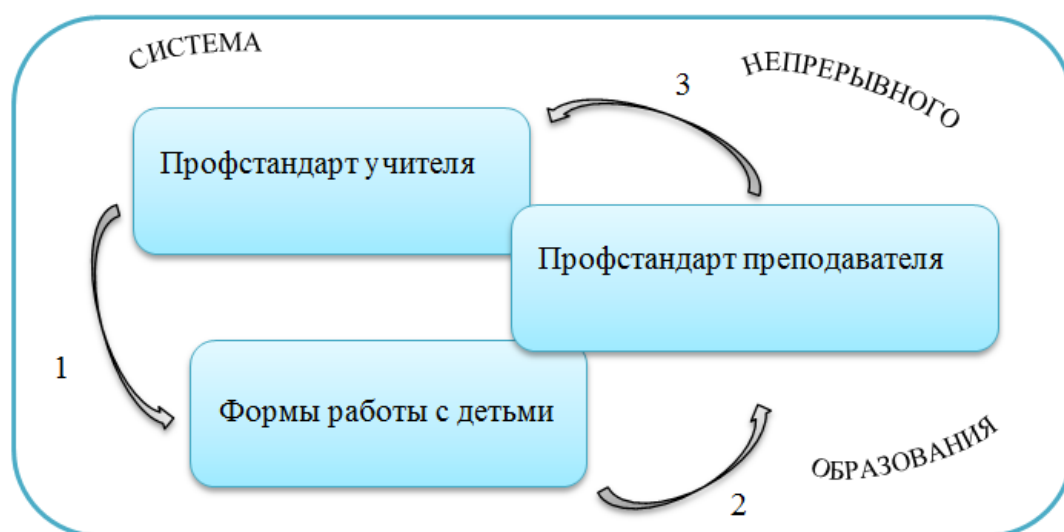 СИСТЕМА
НЕПРЕРЫВНОГО
3
Профстандарт учителя
Профстандарт преподавателя
1
Формы работы с детьми
ОБРАЗОВАНИЯ
2